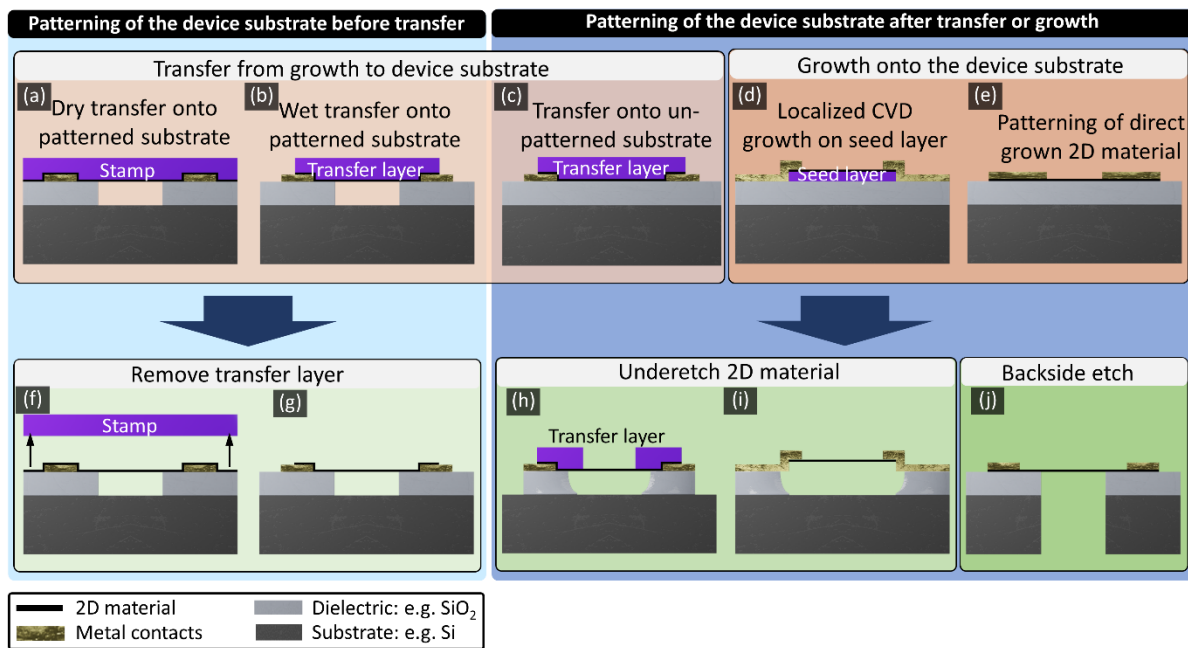 Patterning of the device substrate before transfer
Patterning of the device substrate after transfer or growth
Transfer from growth to device substrate
Growth onto the device substrate
(a)
Dry transfer onto
patterned substrate
Stamp
(b)
Wet transfer onto
patterned substrate
Transfer layer
(c)
Transfer onto un-
patterned substrate
Transfer layer
(d)
Localized CVD
growth on seed layer
Seed layer
(e)
Patterning of direct
grown 2D material
Remove transfer layer
(f)
Stamp
(g)
Underetch 2D material
(h)
Transfer layer
(i)
Backside etch
(j)
2D material
Metal contacts
Dielectric: e.g. SiO₂
Substrate: e.g. Si